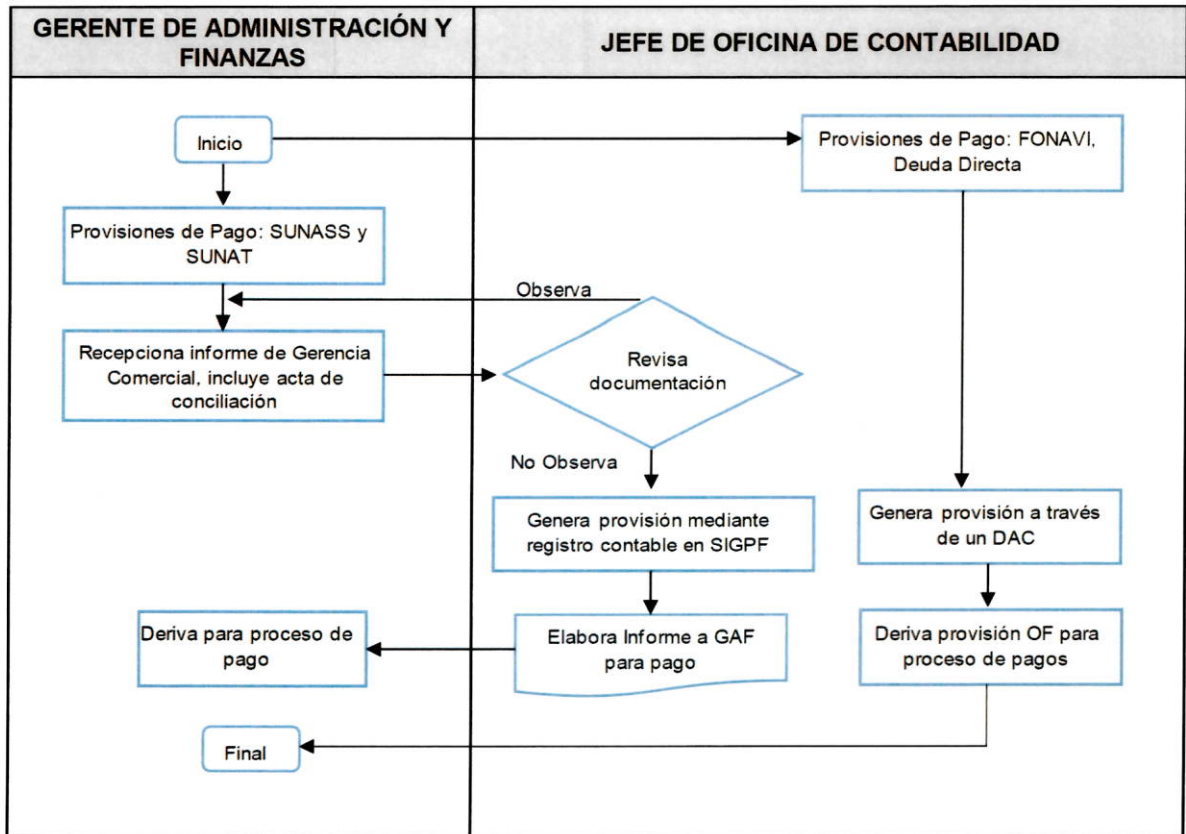 GERENTE DE ADMINISTRACIÓN Y
FINANZAS
JEFE DE OFICINA DE CONTABILIDAD
Inicio
Provisiones de Pago: FONAVI,
Deuda Directa
Provisiones de Pago: SUNASS y
SUNAT
Observa
Recepciona informe de Gerencia
Comercial, incluye acta de
conciliación
Revisa
documentación
No Observa
Genera provisión mediante
registro contable en SIGPF
Genera provisión a través
de un DAC
Deriva para proceso de
pago
Elabora Informe a GAF
para pago
Deriva provisión OF para
proceso de pagos
Final